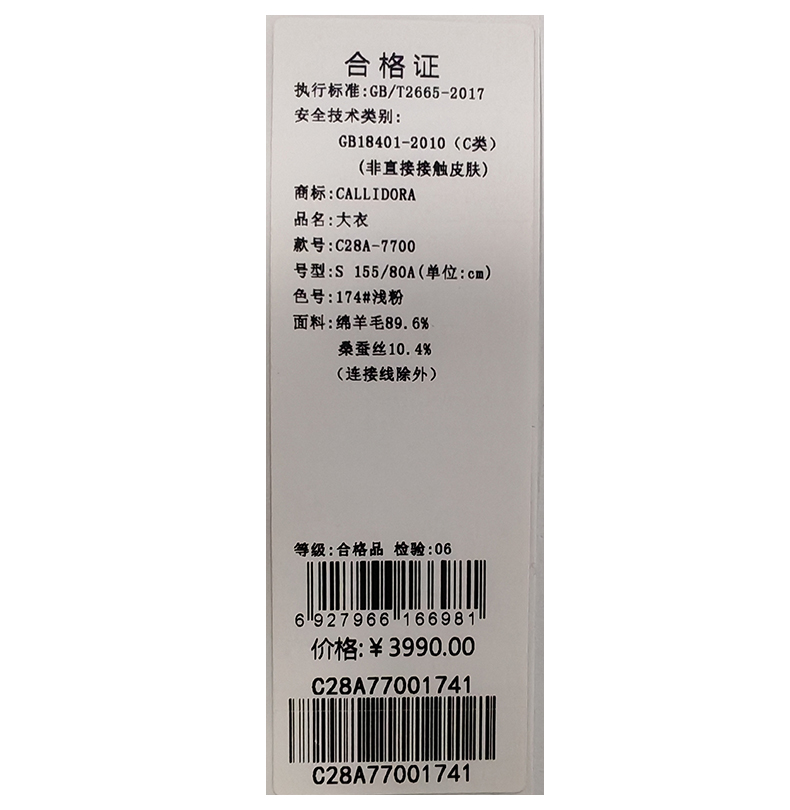 合格证
执行标准:GB/T2665-2017
安全技术类别:
GB18401-2010（C类）
(非直接接触皮肤)
商标:CALLIDORA
品名:大衣
款号:C28A-7700
号型:S 155/80A(单位:cm)
色号:174#浅粉
面料:绵羊毛89.6%
桑蚕丝10.4%
（连接线除外）
等级:合格品 检验:06
6 927966 166981
价格:￥3990.00
C28A77001741
C28A77001741